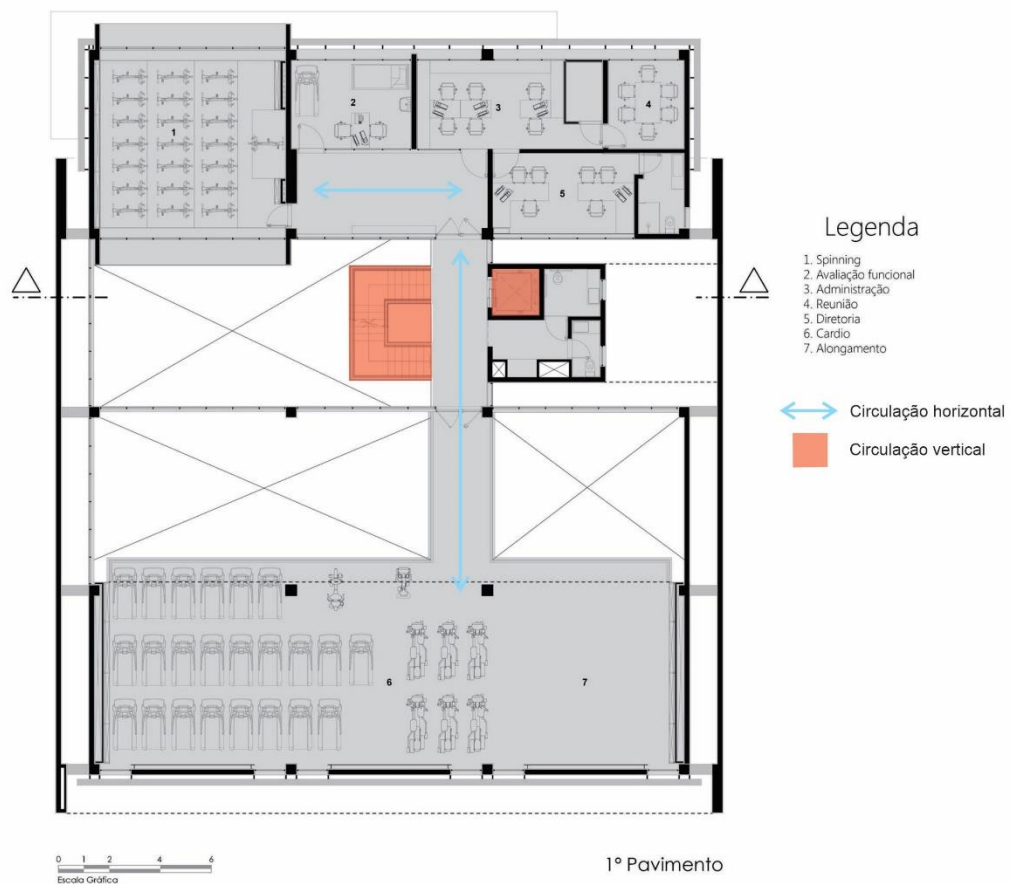 1
2
3
4
5
Legenda
1. Spinning
2. Avaliação funcional
3. Administração
4. Reunião
5. Diretoria
6. Cardio
7. Alongamento
Circulação horizontal
Circulação vertical
6
7
0 1 2 4 6
Escala Gráfica
1º Pavimento